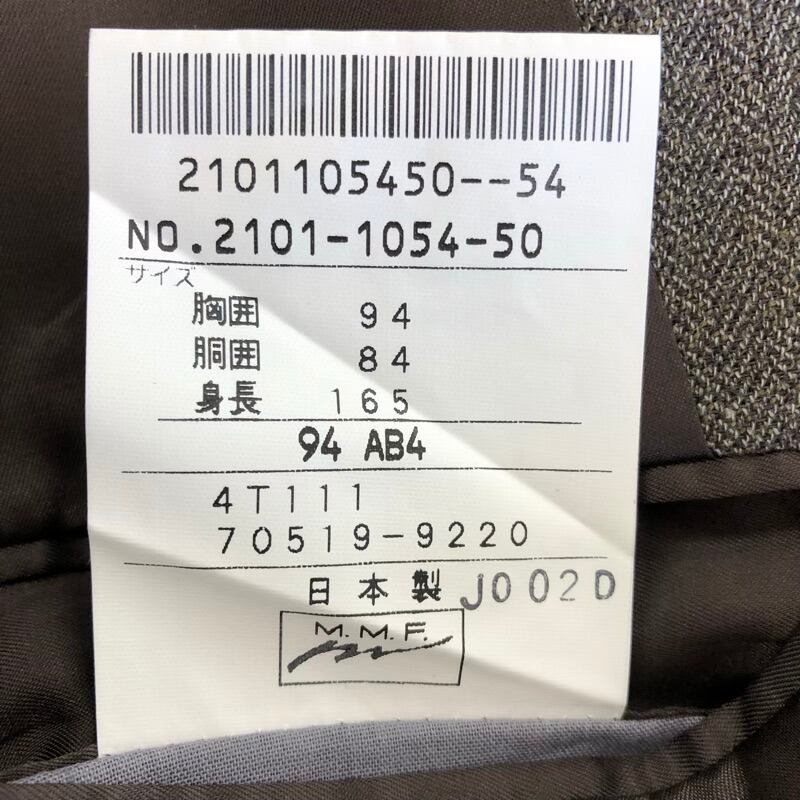 2101105450--54
NO.2101-1054-50
サイズ
胸囲 94
胴囲 84
身長 165
94 AB4
4T111
70519-9220
日本製 J002D
M.M.F.